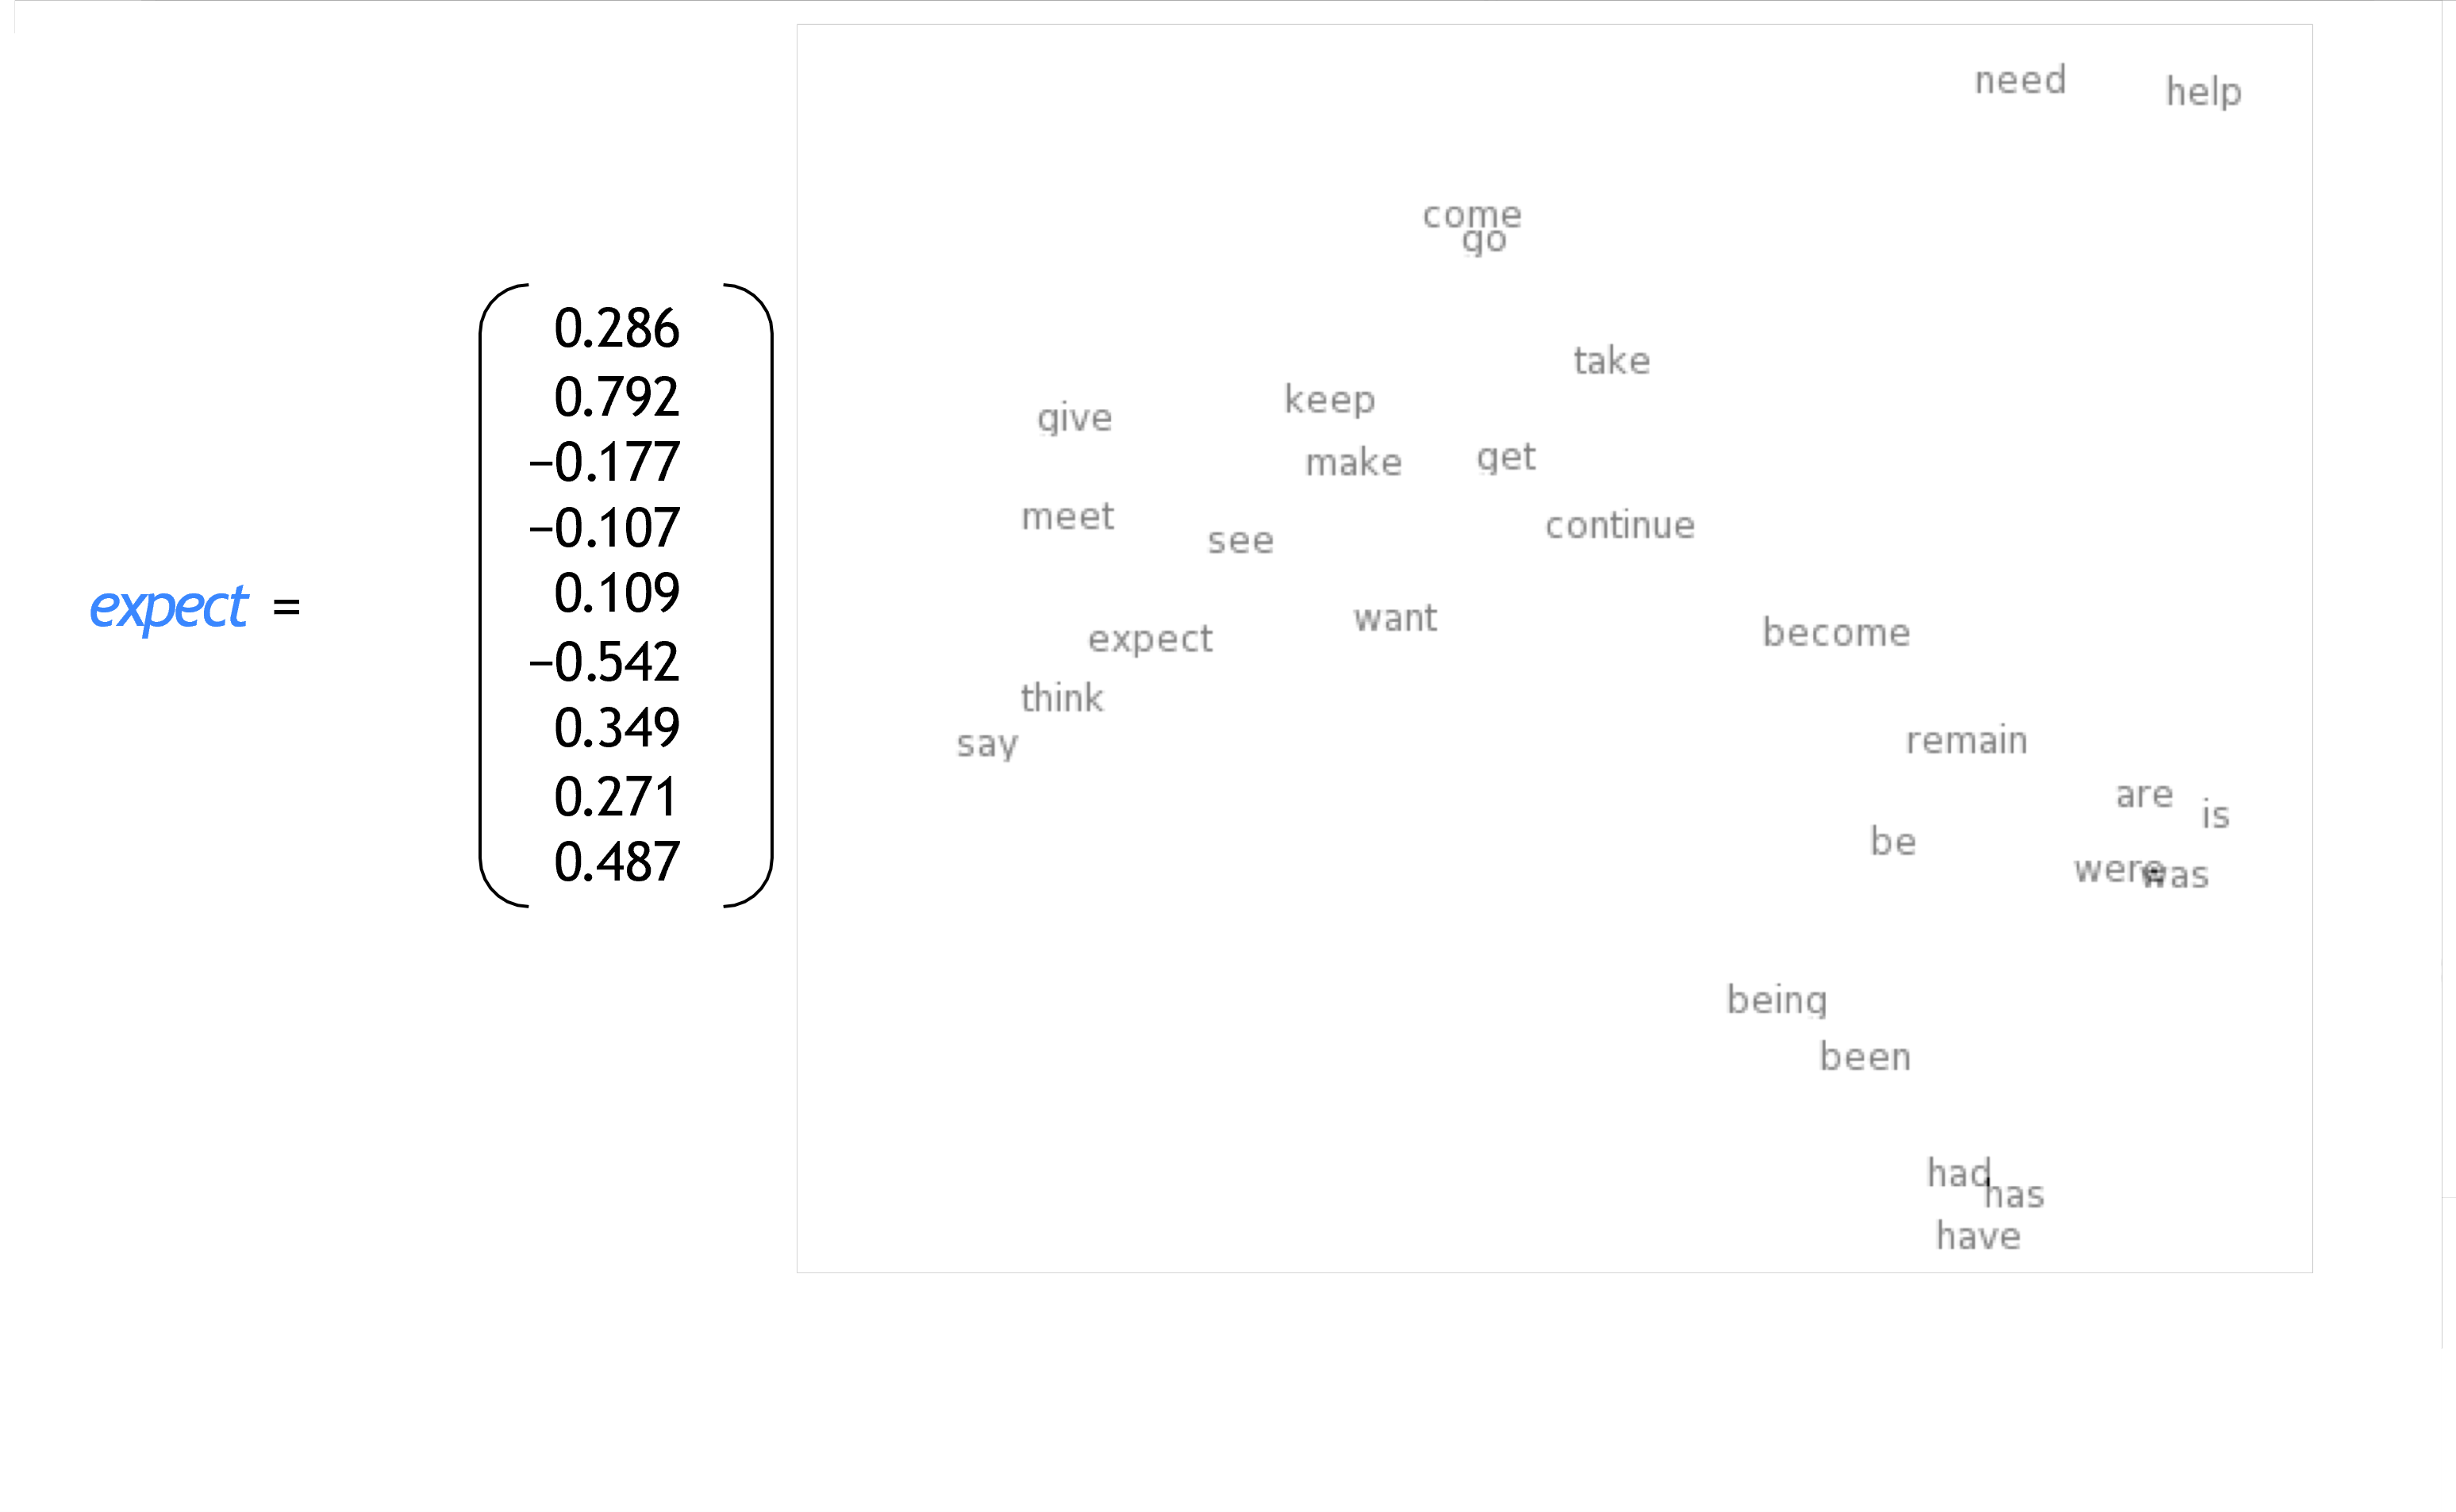 expect =
0.286
0.792
−0.177
−0.107
0.109
−0.542
0.349
0.271
0.487
need help
come
go
take
keep
give
make get
meet
see
continue
want
expect
become
think
say
remain
are
is
be
were
was
being
been
had
has
have